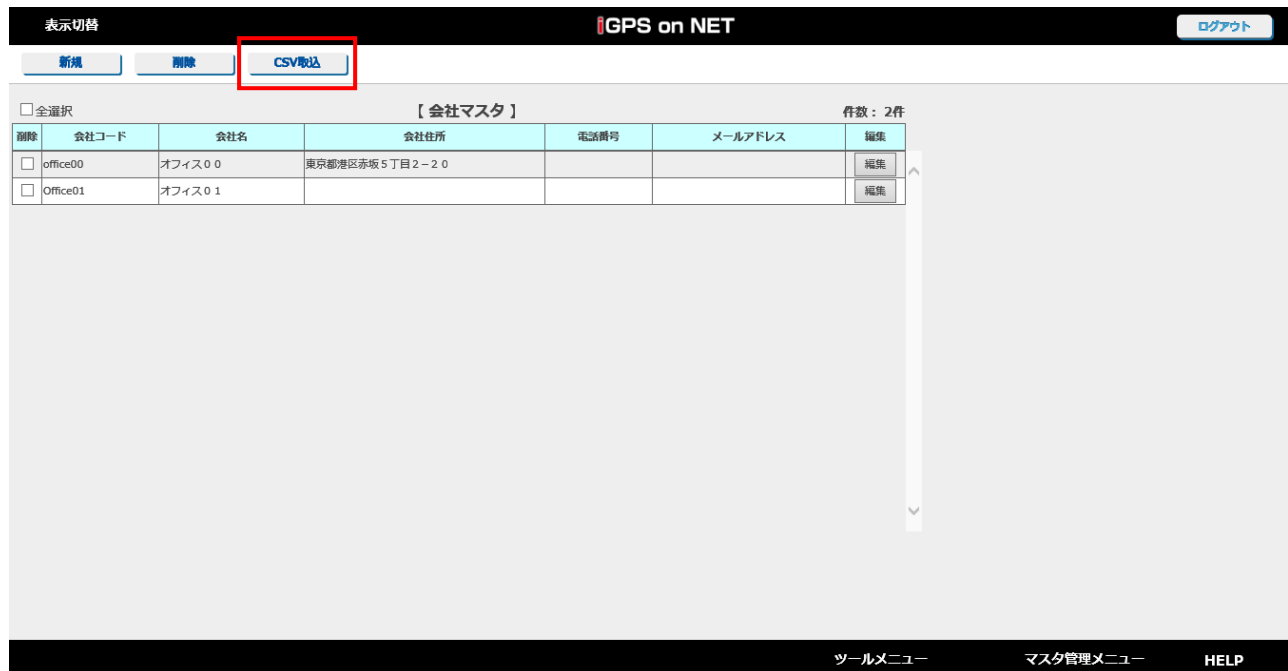 表示切替 iGPS on NET ログアウト
新規 削除 CSV取込
全選択 【 会社マスタ 】 件数： 2件
削除 会社コード 会社名 会社住所 電話番号 メールアドレス 編集
office00 オフィス００ 東京都港区赤坂５丁目２－２０ 編集
Office01 オフィス０１ 編集
ツールメニュー マスタ管理メニュー HELP